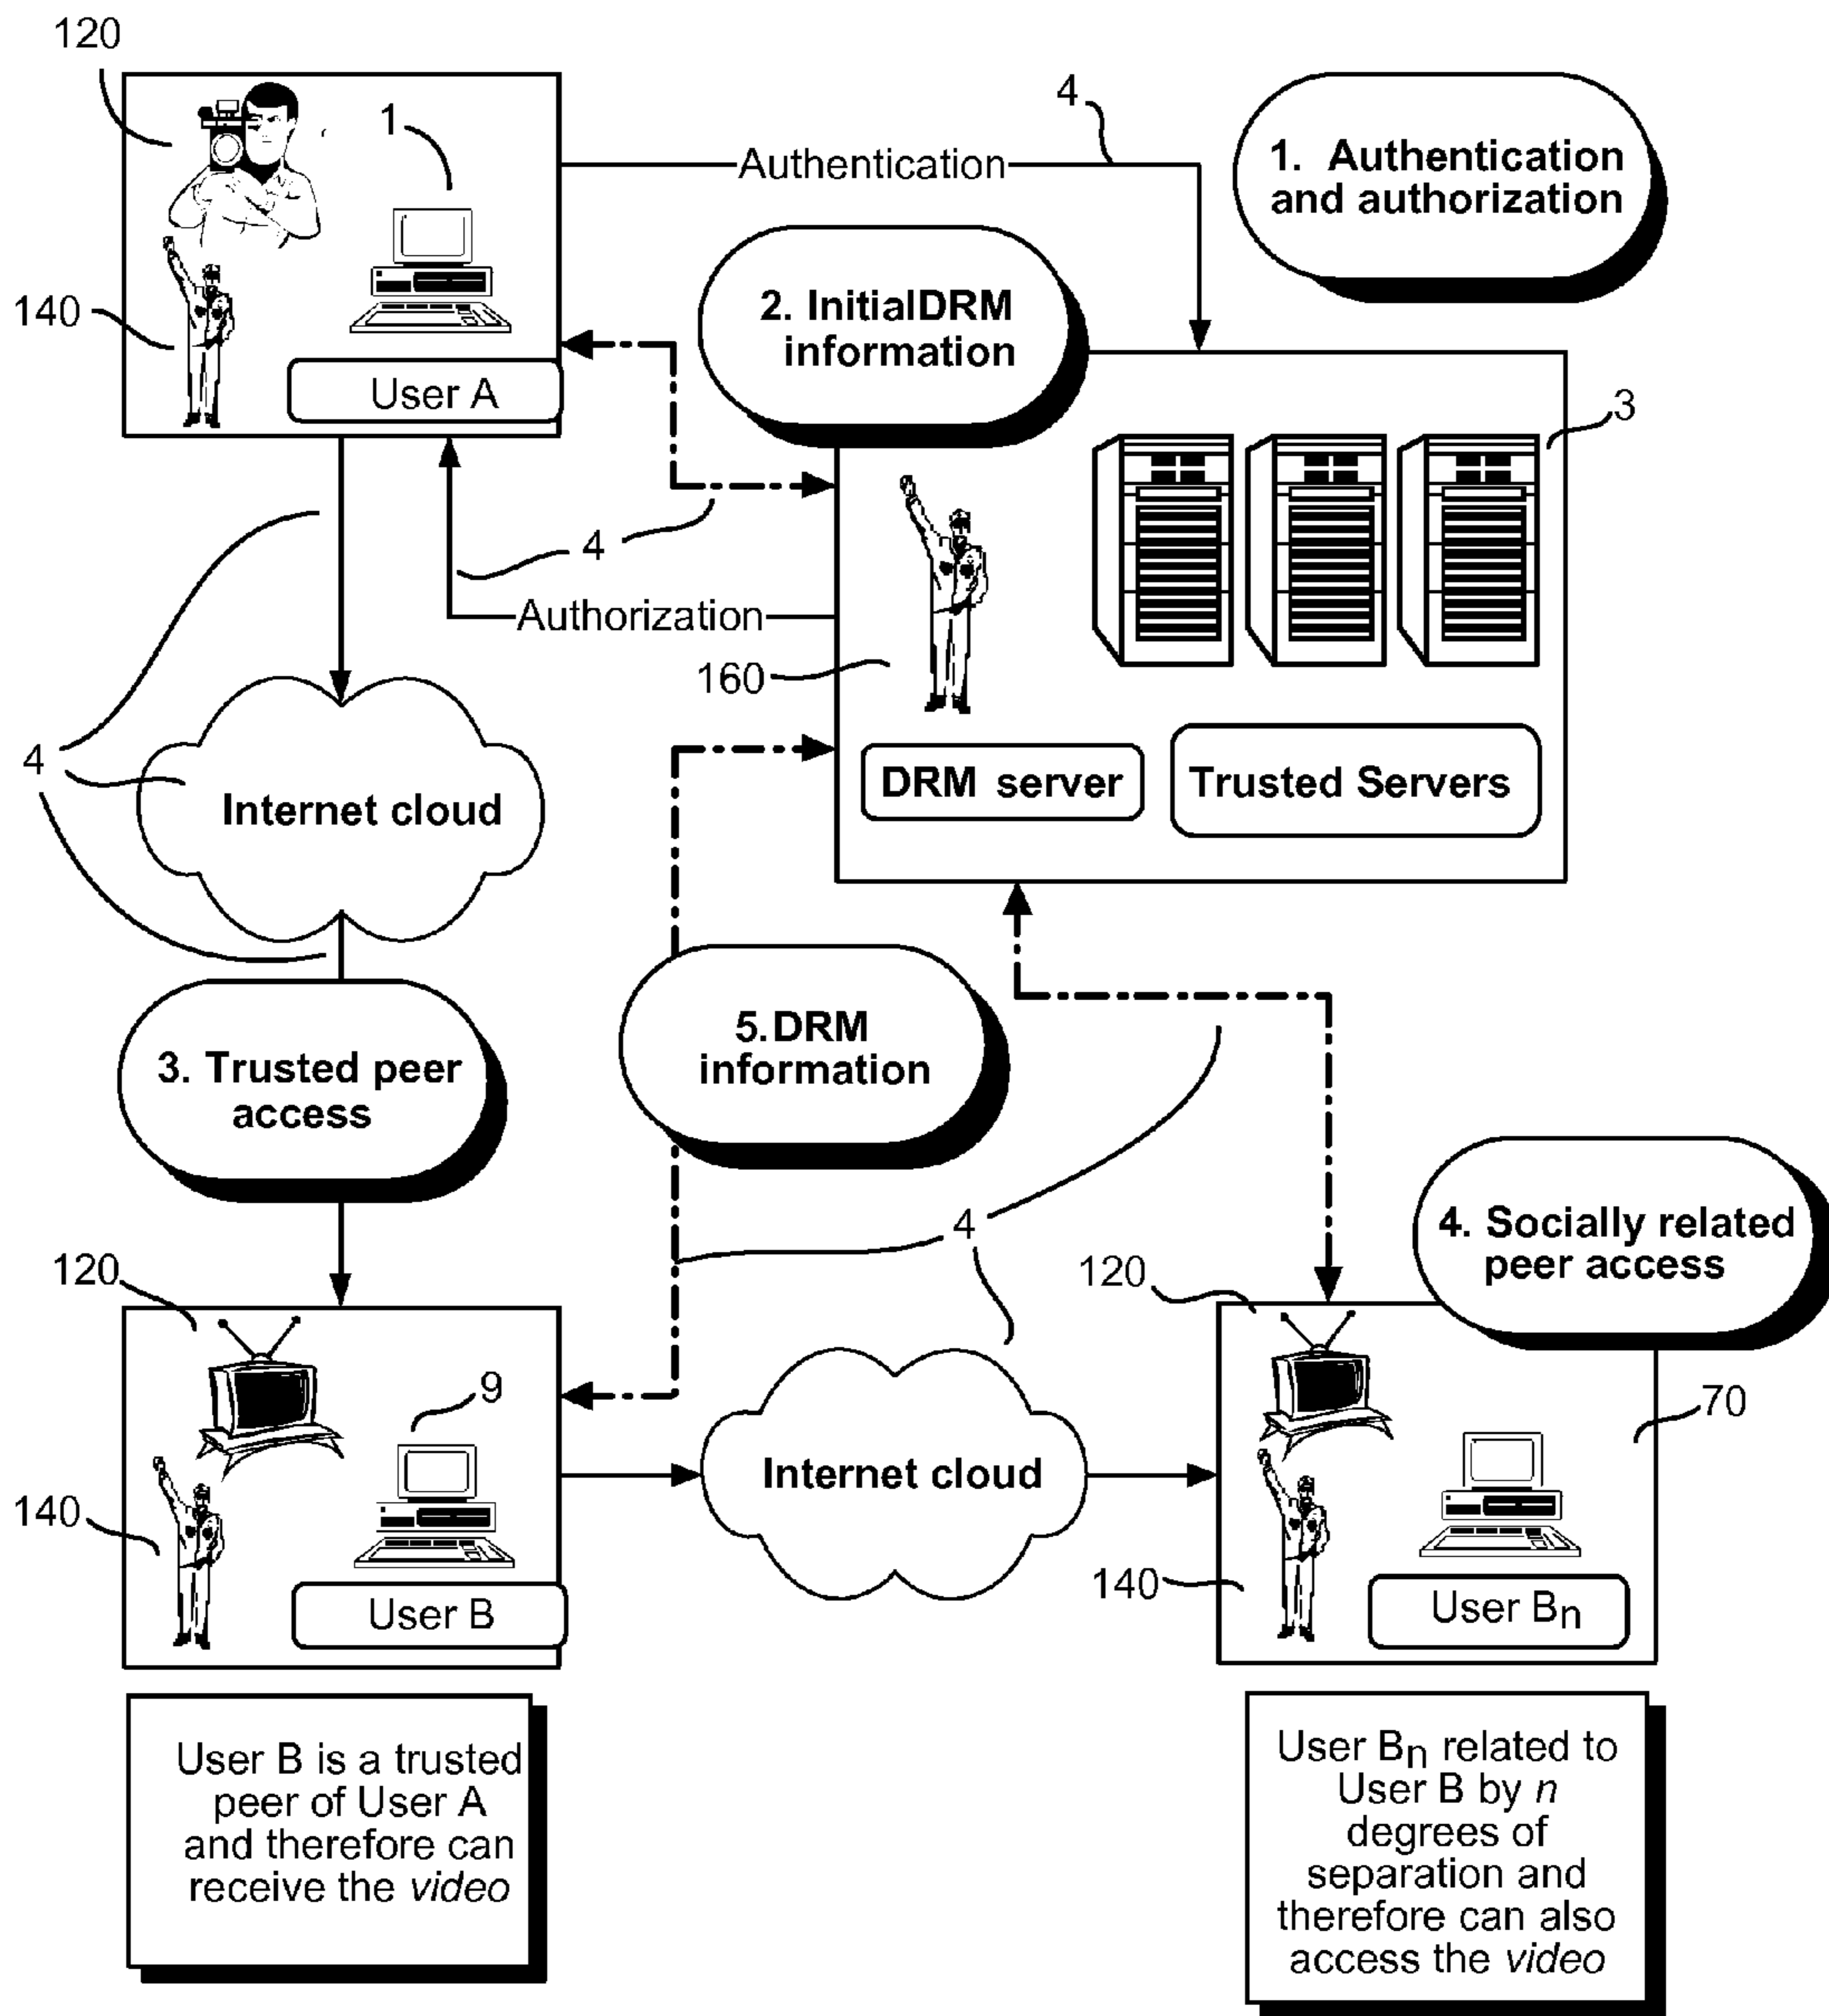 120
1
4
Authentication
1. Authentication
and authorization
140
User A
2. InitialDRM
information
3
4
Authorization
160
4
Internet cloud
DRM server
Trusted Servers
3. Trusted peer
access
5.DRM
information
4
4. Socially related
peer access
120
9
140
User B
Internet cloud
120
70
140
User Bn
User B is a trusted
peer of User A
and therefore can
receive the video
User Bn related to
User B by n
degrees of
separation and
therefore can also
access the video